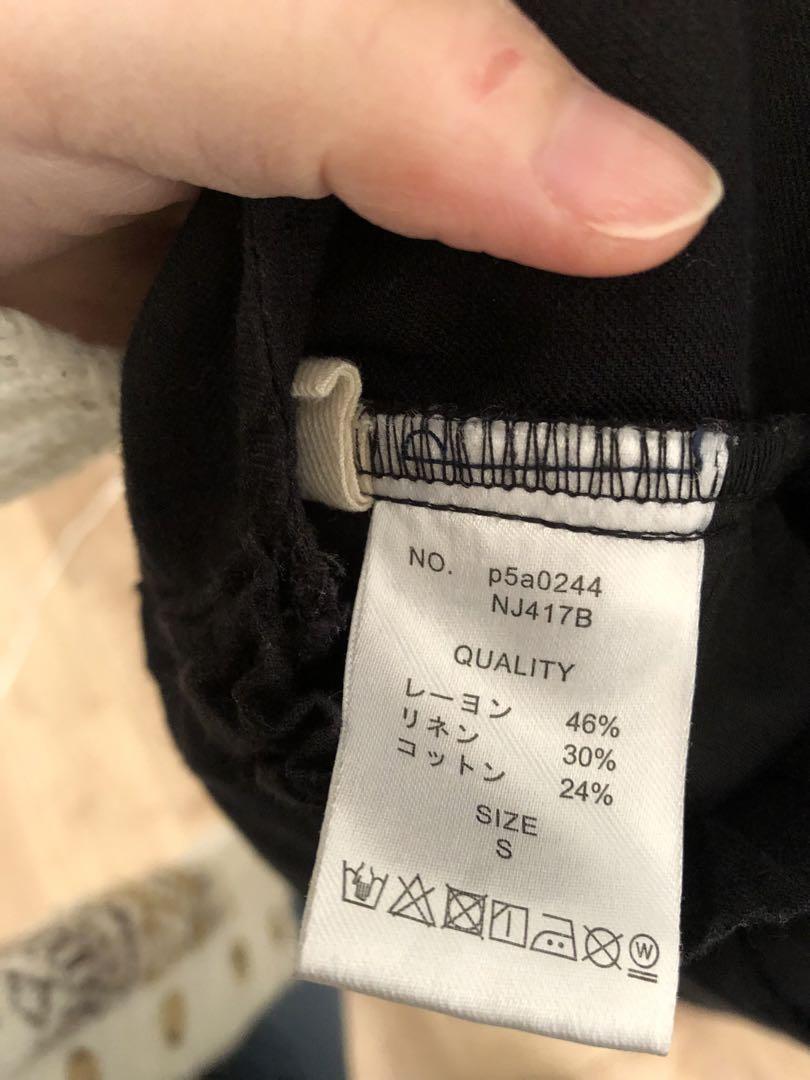 NO. p5a0244
NJ417B
QUALITY
レーヨン 46%
リネン 30%
コットン 24%
SIZE
S
W